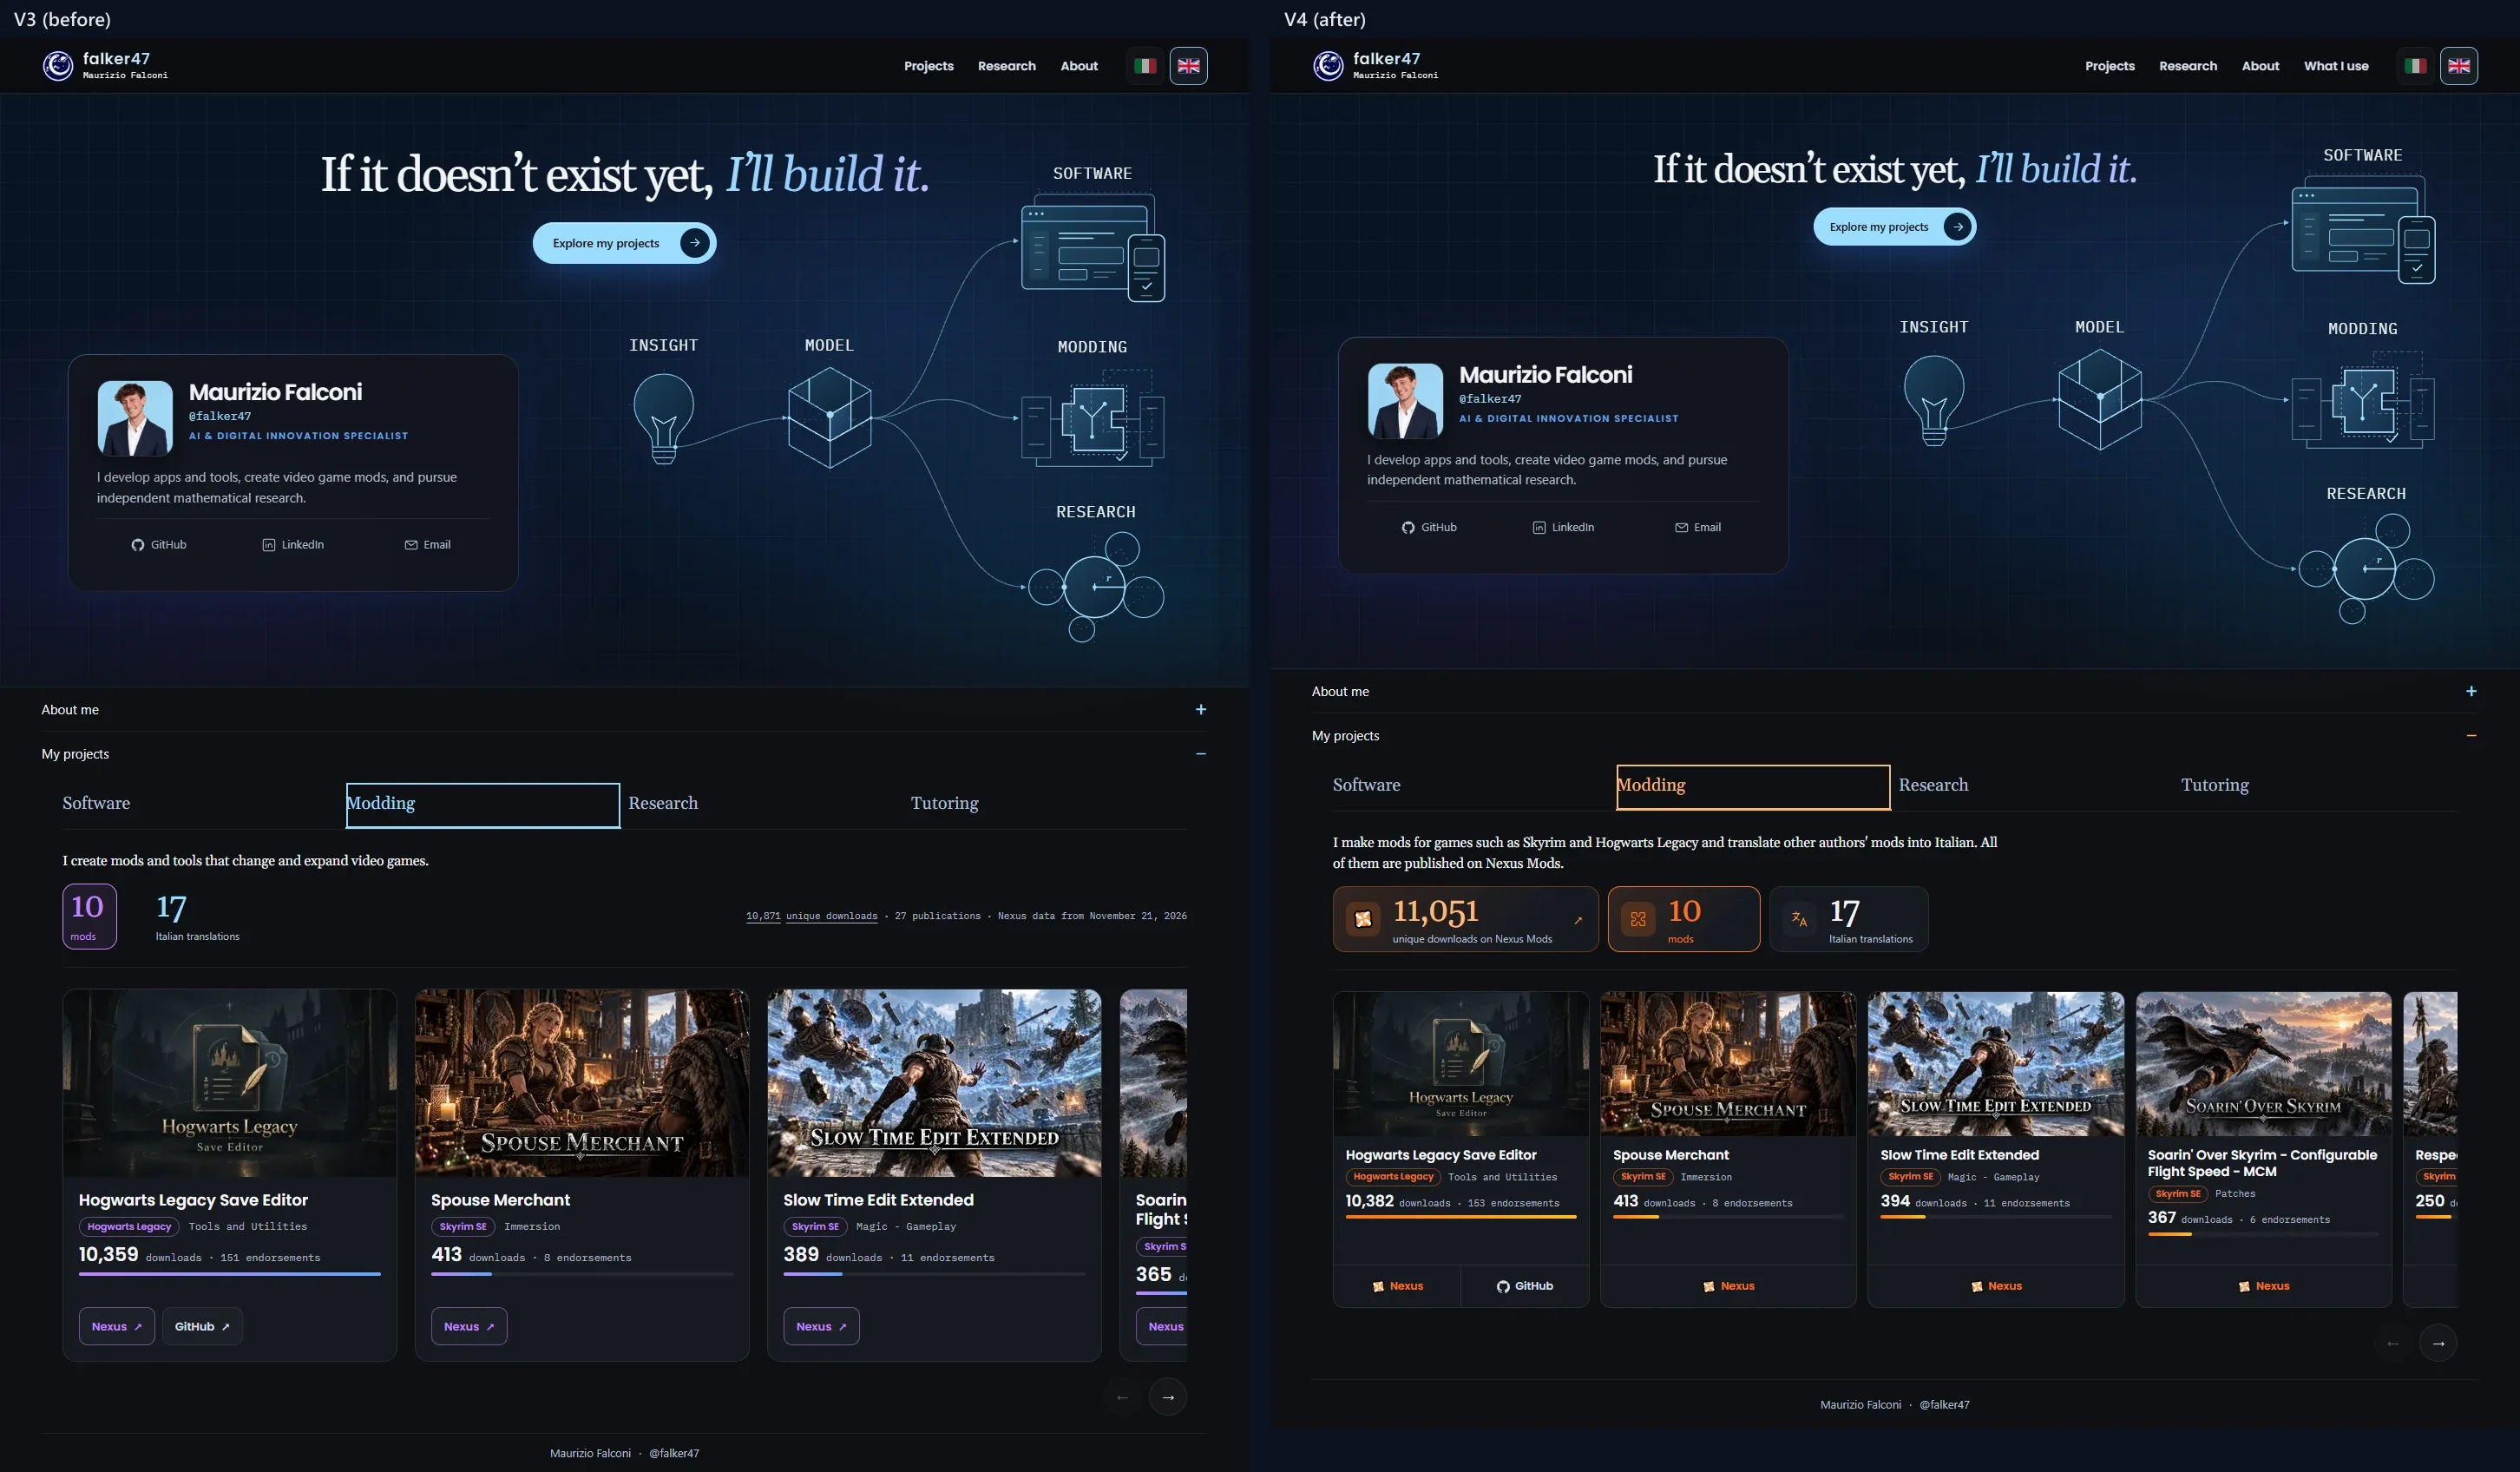 V3 (before)
falker47
Maurizio Falconi
Projects
Research
About
If it doesn't exist yet, I'll build it.
Explore my projects
SOFTWARE
INSIGHT
MODEL
MODDING
RESEARCH
r
Maurizio Falconi
@falker47
AI & DIGITAL INNOVATION SPECIALIST
I develop apps and tools, create video game mods, and pursue
independent mathematical research.
GitHub
LinkedIn
Email
About me
+
My projects
−
Software
Modding
Research
Tutoring
I create mods and tools that change and expand video games.
10
mods
17
Italian translations
10,871 unique downloads · 27 publications · Nexus data from November 21, 2026
Hogwarts Legacy
Save Editor
Hogwarts Legacy Save Editor
Hogwarts Legacy
Tools and Utilities
10,359 downloads · 151 endorsements
Nexus ↗
GitHub ↗
SPOUSE MERCHANT
Spouse Merchant
Skyrim SE
Immersion
413 downloads · 8 endorsements
Nexus ↗
SLOW TIME EDIT EXTENDED
Slow Time Edit Extended
Skyrim SE
Magic - Gameplay
389 downloads · 11 endorsements
Nexus ↗
Soarin
Flight
Skyrim S
365
Nexus
← →
Maurizio Falconi · @falker47
V4 (after)
falker47
Maurizio Falconi
Projects
Research
About
What I use
If it doesn't exist yet, I'll build it.
Explore my projects
SOFTWARE
INSIGHT
MODEL
MODDING
RESEARCH
r
Maurizio Falconi
@falker47
AI & DIGITAL INNOVATION SPECIALIST
I develop apps and tools, create video game mods, and pursue
independent mathematical research.
GitHub
LinkedIn
Email
About me
+
My projects
−
Software
Modding
Research
Tutoring
I make mods for games such as Skyrim and Hogwarts Legacy and translate other authors' mods into Italian. All
of them are published on Nexus Mods.
11,051
unique downloads on Nexus Mods
↗
10
mods
17
Italian translations
Hogwarts Legacy
Save Editor
Hogwarts Legacy Save Editor
Hogwarts Legacy
Tools and Utilities
10,382 downloads · 153 endorsements
Nexus
GitHub
SPOUSE MERCHANT
Spouse Merchant
Skyrim SE
Immersion
413 downloads · 8 endorsements
Nexus
SLOW TIME EDIT EXTENDED
Slow Time Edit Extended
Skyrim SE
Magic - Gameplay
394 downloads · 11 endorsements
Nexus
SOARIN' OVER SKYRIM
Soarin' Over Skyrim - Configurable
Flight Speed - MCM
Skyrim SE
Patches
367 downloads · 6 endorsements
Nexus
Respe
Skyrim
250
← →
Maurizio Falconi · @falker47